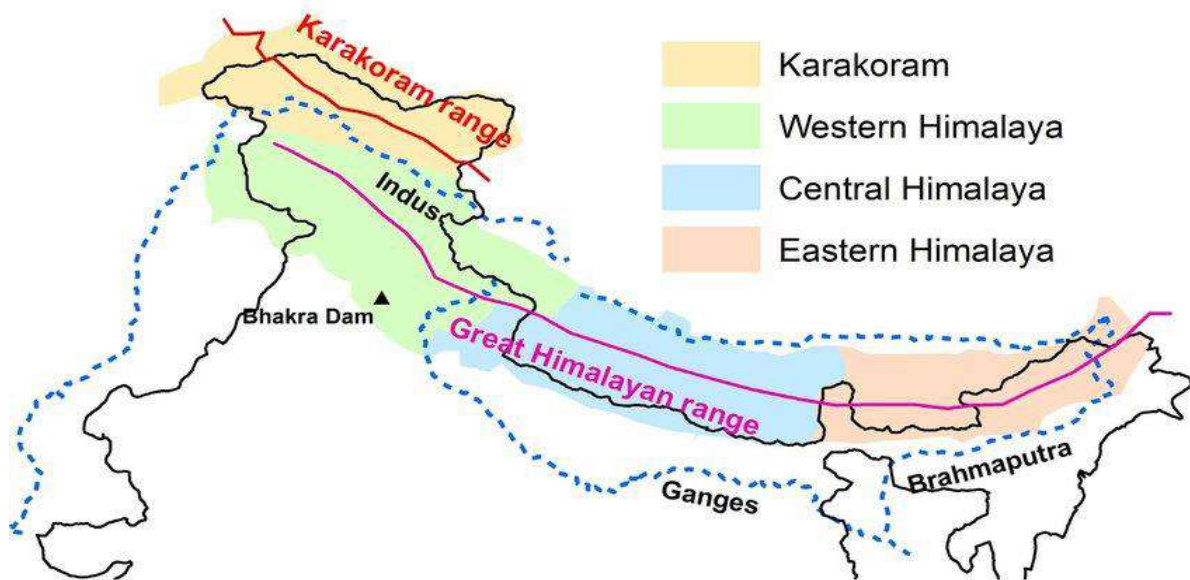 Karakoram range
Karakoram
Western Himalaya
Central Himalaya
Eastern Himalaya
Indus
Bhakra Dam
Great Himalayan range
Ganges
Brahmaputra